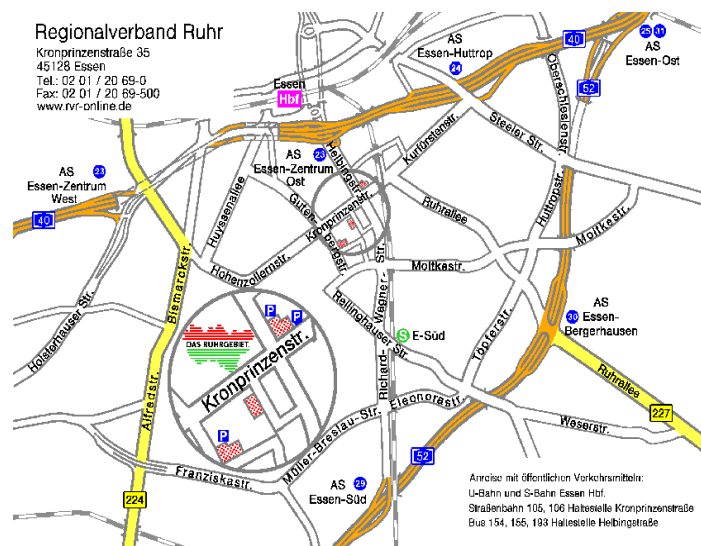 Regionalverband Ruhr
Kronprinzenstraße 35
45128 Essen
Tel.: 02 01 / 20 69-0
Fax: 02 01 / 20 69-500
www.rvr-online.de
40
25 31
AS
Essen-Ost
AS
Essen-Huttrop
24
52
Oberschlesienstr.
Essen
Hbf
Steeler Str.
AS 23
Essen-Zentrum
West
40
AS 23
Essen-Zentrum
Ost
Helbingstr.
Kurfürstenstr.
Huyssenallee
Gutenbergstr.
Kronprinzenstr.
Ruhrallee
Huttropstr.
Moltkestr.
Hohenzollernstr.
Moltkestr.
Bismarckstr.
Holsterhauser Str.
Rellinghauser Str.
Richard-Wagner-Str.
S E-Süd
Töpferstr.
30 AS
Essen-
Bergerhausen
Ruhrallee
227
P P
DAS RUHRGEBIET.
Kronprinzenstr.
P
Alfredstr.
Eleonorastr.
Weserstr.
Möller-Breslau-Str.
Franziskastr.
224
AS 29
Essen-Süd
52
Anreise mit öffentlichen Verkehrsmitteln:
U-Bahn und S-Bahn Essen Hbf.
Straßenbahn 105, 106 Haltestelle Kronprinzenstraße
Bus 154, 155, 193 Haltestelle Helbingstraße